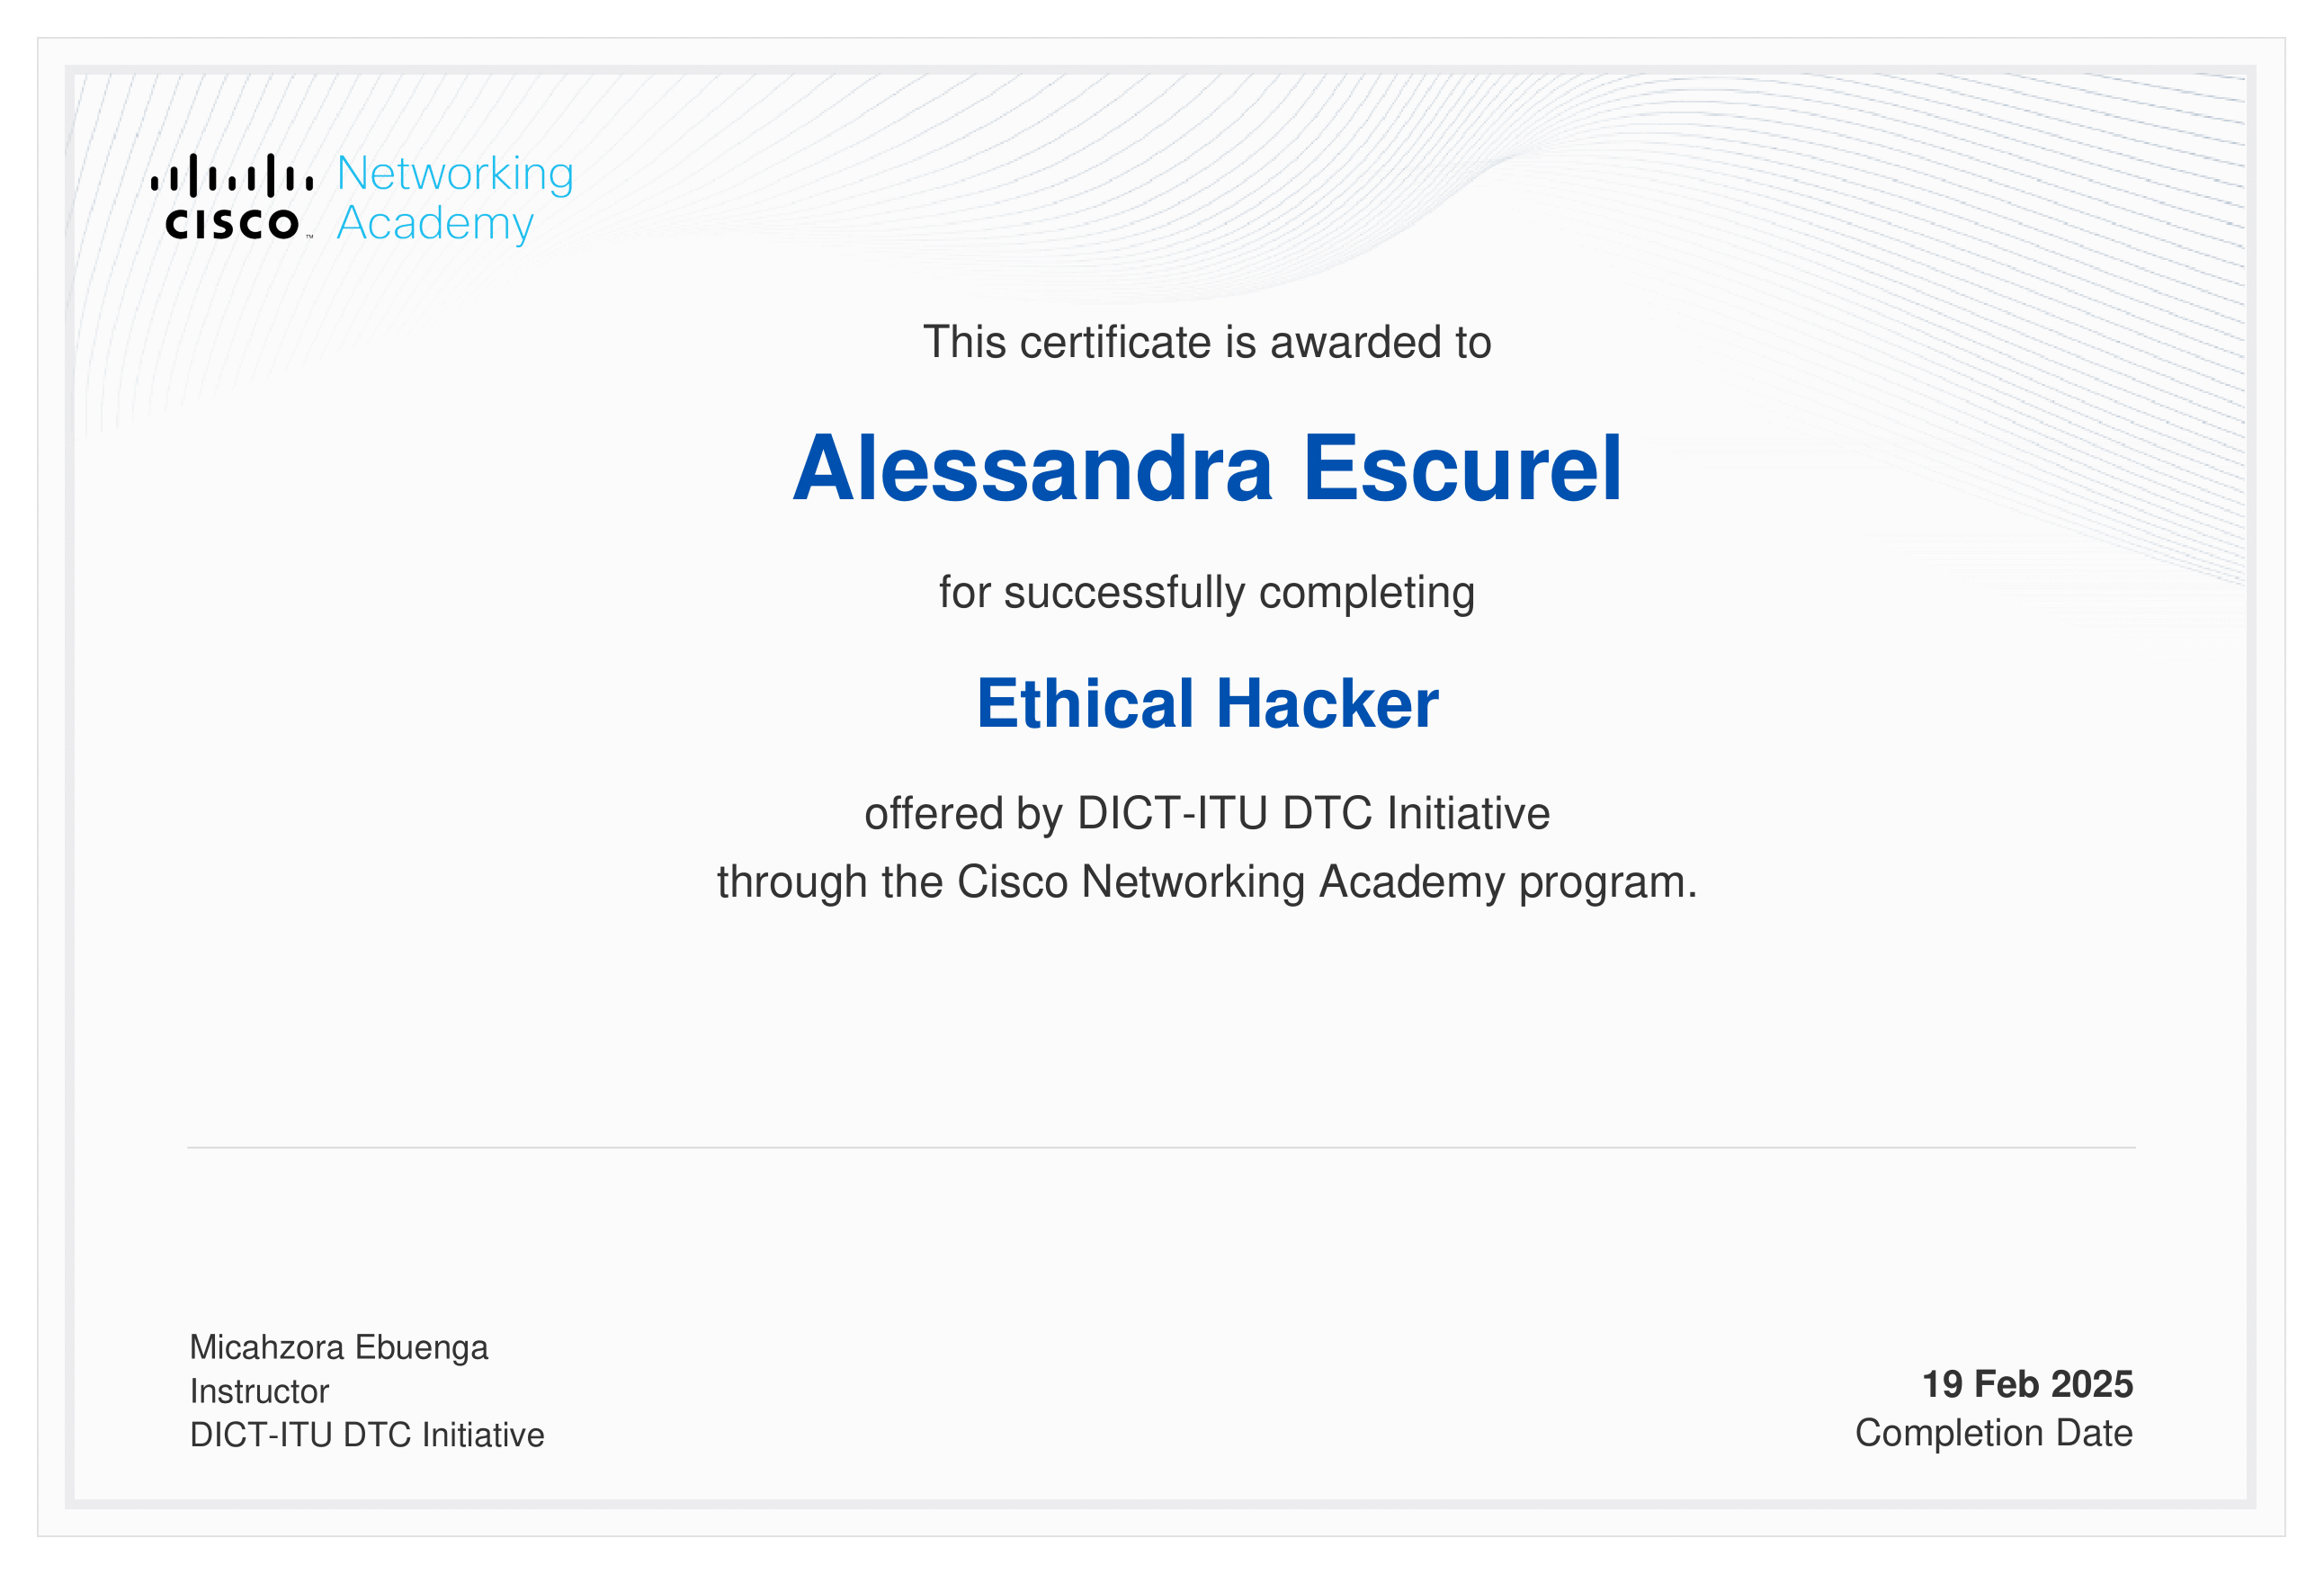 CISCO™
Networking
Academy
This certificate is awarded to
Alessandra Escurel
for successfully completing
Ethical Hacker
offered by DICT-ITU DTC Initiative
through the Cisco Networking Academy program.
Micahzora Ebuenga
Instructor
DICT-ITU DTC Initiative
19 Feb 2025
Completion Date